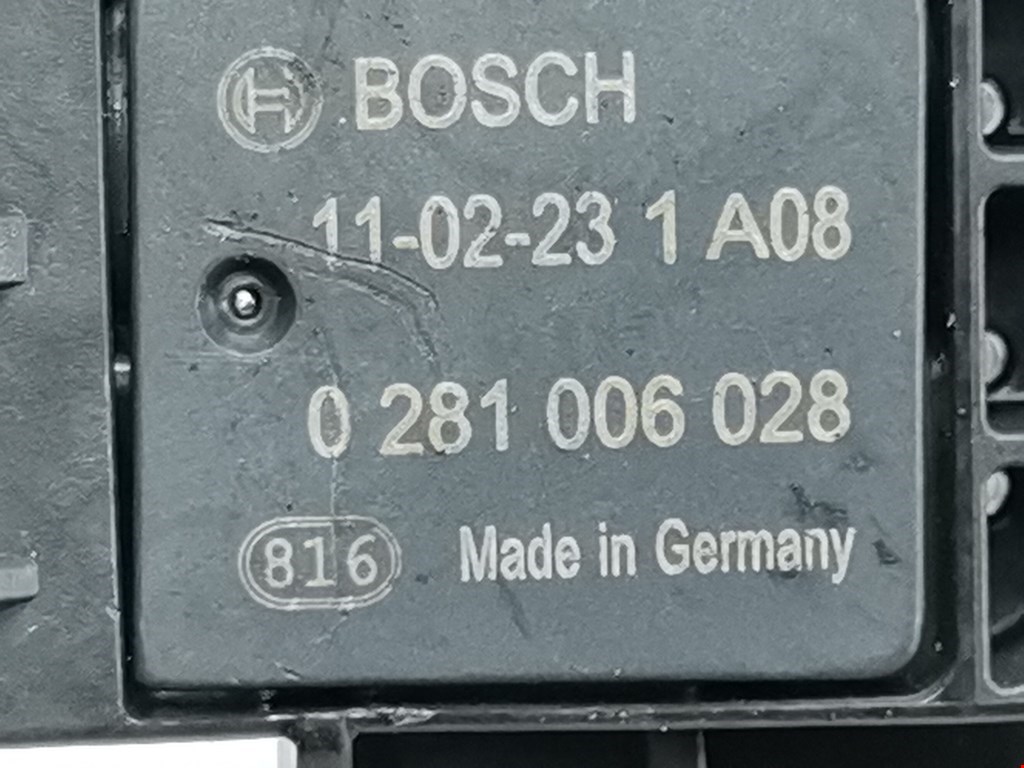 BOSCH
11-02-23 1 A08
0 281 006 028
816 Made in Germany